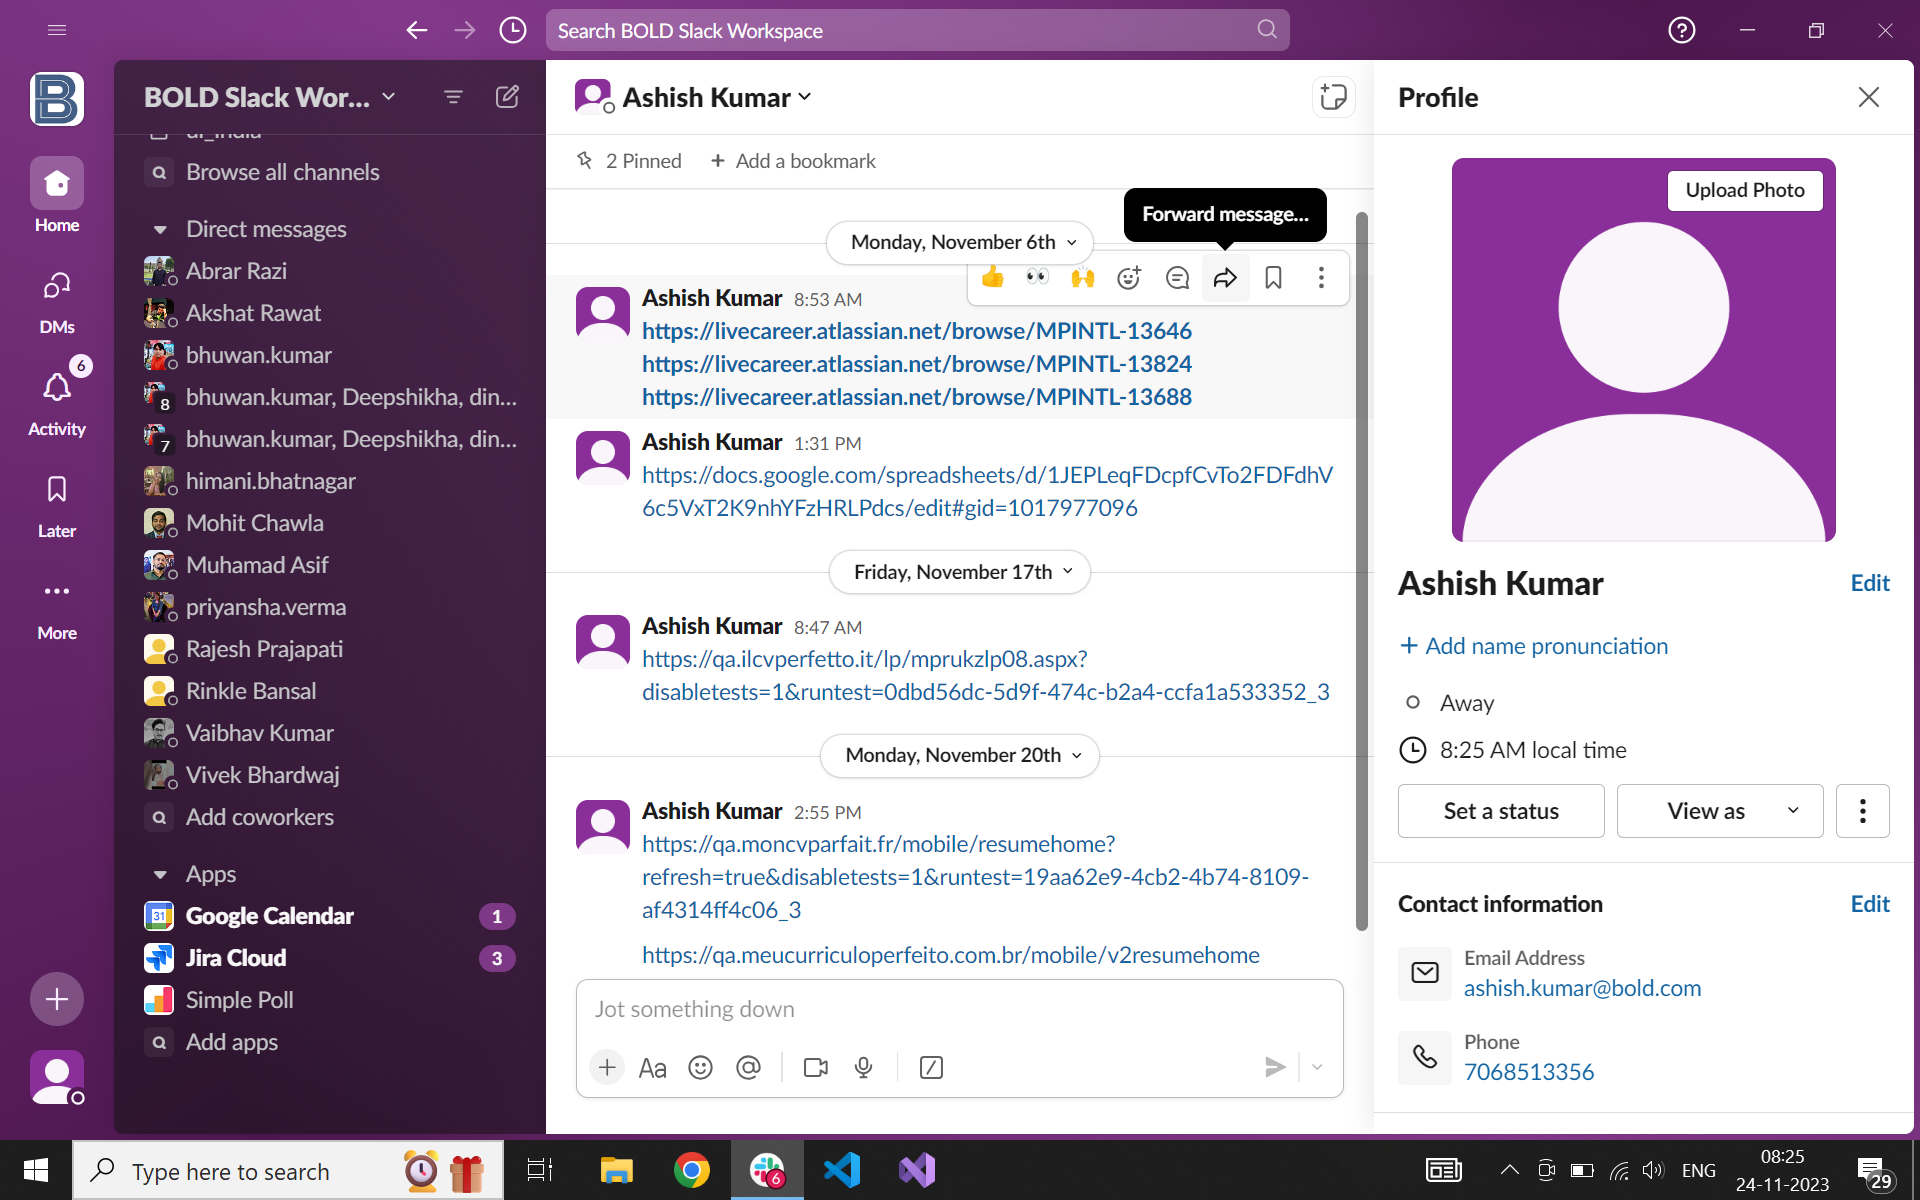 Search BOLD Slack Workspace
BOLD Slack Wor...
Home
DMs
6
Activity
Later
More
Browse all channels
Direct messages
Abrar Razi
Akshat Rawat
bhuwan.kumar
8 bhuwan.kumar, Deepshikha, din...
7 bhuwan.kumar, Deepshikha, din...
himani.bhatnagar
Mohit Chawla
Muhamad Asif
priyansha.verma
Rajesh Prajapati
Rinkle Bansal
Vaibhav Kumar
Vivek Bhardwaj
Add coworkers
Apps
Google Calendar 1
Jira Cloud 3
Simple Poll
Add apps
Ashish Kumar
2 Pinned
+ Add a bookmark
Forward message...
Monday, November 6th
Ashish Kumar 8:53 AM
https://livecareer.atlassian.net/browse/MPINTL-13646
https://livecareer.atlassian.net/browse/MPINTL-13824
https://livecareer.atlassian.net/browse/MPINTL-13688
Ashish Kumar 1:31 PM
https://docs.google.com/spreadsheets/d/1JEPLeqFDcpfCvTo2FDFdhV
6c5VxT2K9nhYFzHRLPdcs/edit#gid=1017977096
Friday, November 17th
Ashish Kumar 8:47 AM
https://qa.ilcvperfetto.it/lp/mprukzlp08.aspx?
disabletests=1&runtest=0dbd56dc-5d9f-474c-b2a4-ccfa1a533352_3
Monday, November 20th
Ashish Kumar 2:55 PM
https://qa.moncvparfait.fr/mobile/resumehome?
refresh=true&disabletests=1&runtest=19aa62e9-4cb2-4b74-8109-
af4314ff4c06_3
https://qa.meucurriculoperfeito.com.br/mobile/v2resumehome
Jot something down
Aa
Profile
Upload Photo
Ashish Kumar
Edit
+ Add name pronunciation
Away
8:25 AM local time
Set a status
View as
Contact information
Edit
Email Address
ashish.kumar@bold.com
Phone
7068513356
Type here to search
6
ENG
08:25
24-11-2023
29